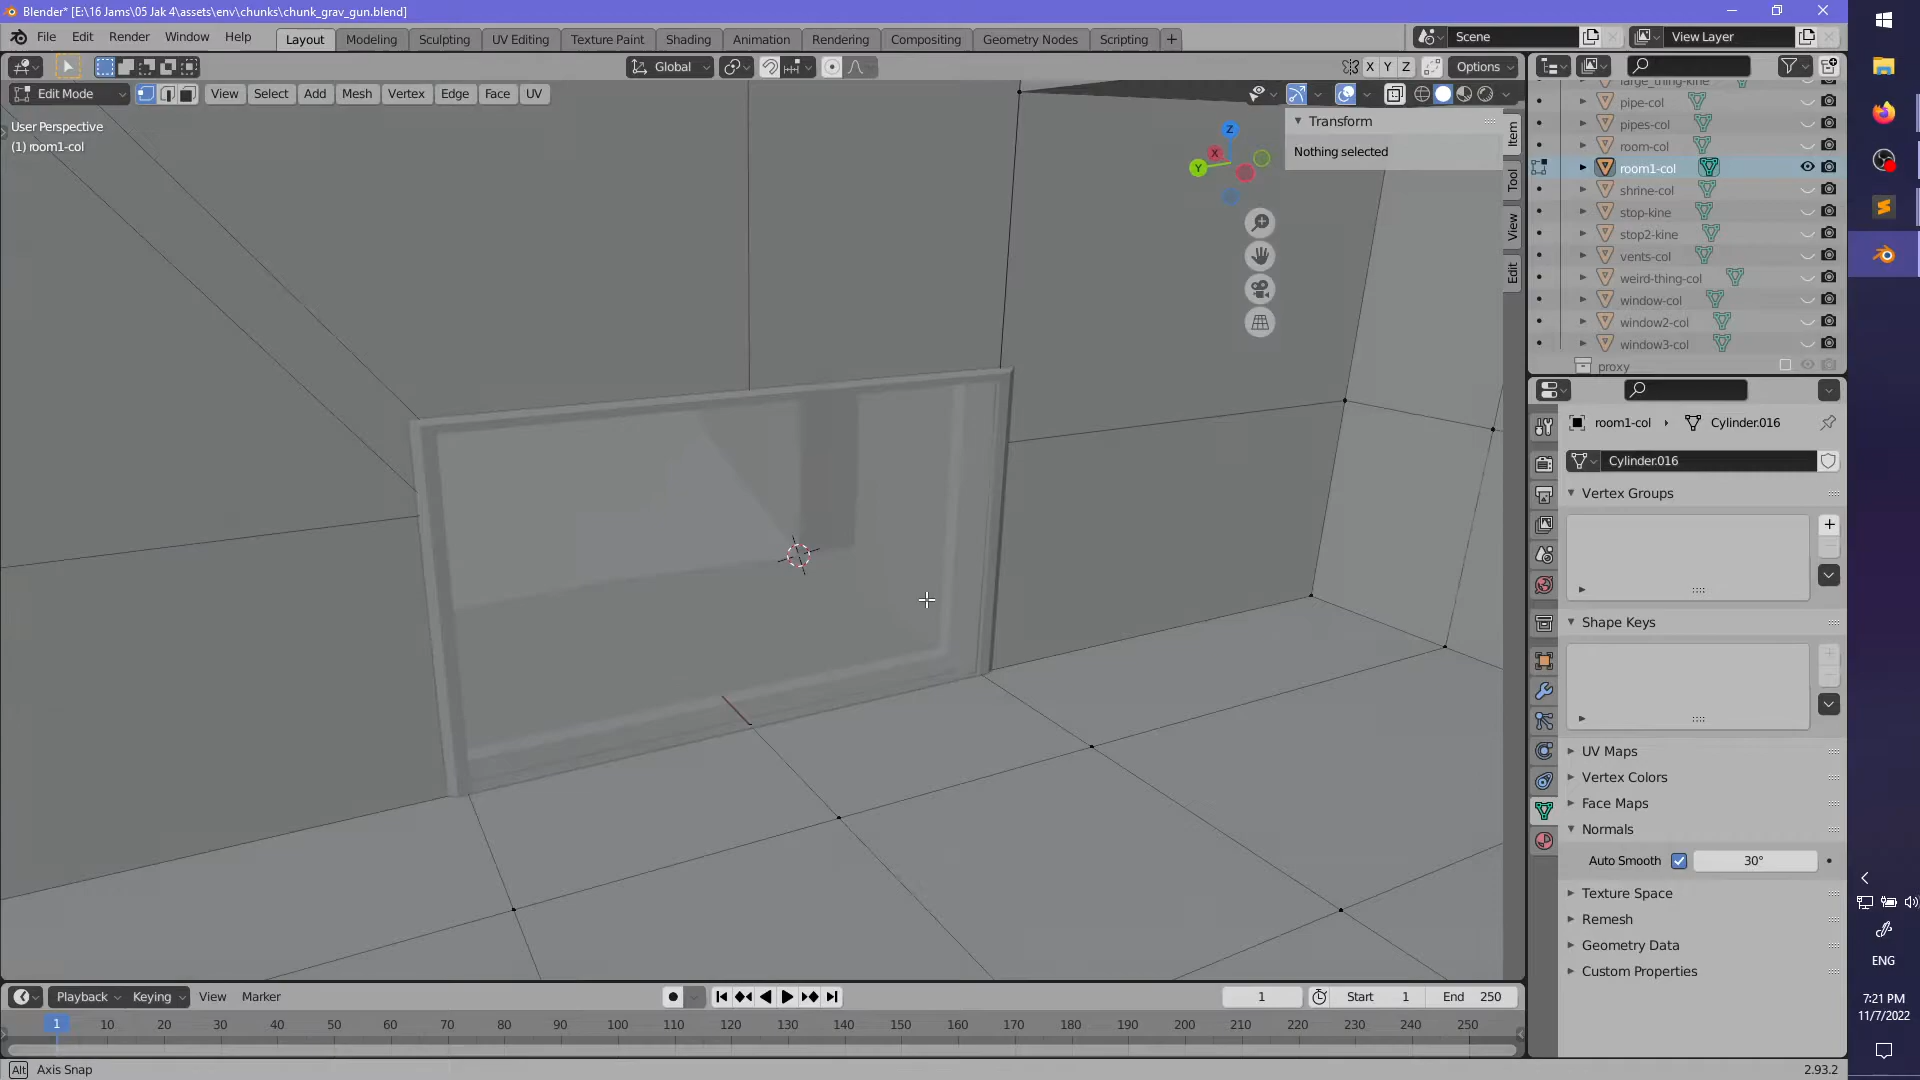 Blender* [E:\16 Jams\05 Jak 4\assets\env\chunks\chunk_grav_gun.blend]
File Edit Render Window Help
Layout Modeling Sculpting UV Editing Texture Paint Shading Animation Rendering Compositing Geometry Nodes Scripting +
Scene
View Layer
Global
X Y Z
Options
Edit Mode
View Select Add Mesh Vertex Edge Face UV
User Perspective
(1) room1-col
Transform
Nothing selected
Item
Tool
View
Edit
Z
X
Y
large_thing-kine
pipe-col
pipes-col
room-col
room1-col
shrine-col
stop-kine
stop2-kine
vents-col
weird-thing-col
window-col
window2-col
window3-col
proxy
room1-col
Cylinder.016
Cylinder.016
Vertex Groups
Shape Keys
UV Maps
Vertex Colors
Face Maps
Normals
Auto Smooth 30°
Texture Space
Remesh
Geometry Data
Custom Properties
Playback Keying View Marker
1
Start 1
End 250
1 10 20 30 40 50 60 70 80 90 100 110 120 130 140 150 160 170 180 190 200 210 220 230 240 250
Alt Axis Snap
2.93.2
ENG
7:21 PM
11/7/2022